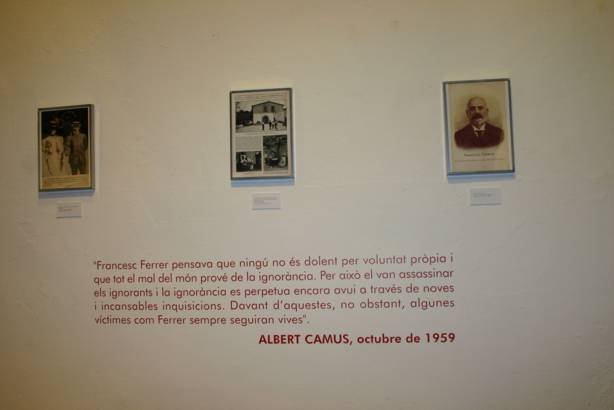 "Francesc Ferrer pensava que ningú no és dolent per voluntat pròpia i
que tot el mal del món prové de la ignorància. Per això el van assassinar
els ignorants i la ignorància es perpetua encara avui a través de noves
i incansables inquisicions. Davant d'aquestes, no obstant, algunes
víctimes com Ferrer sempre seguiran vives".
ALBERT CAMUS, octubre de 1959